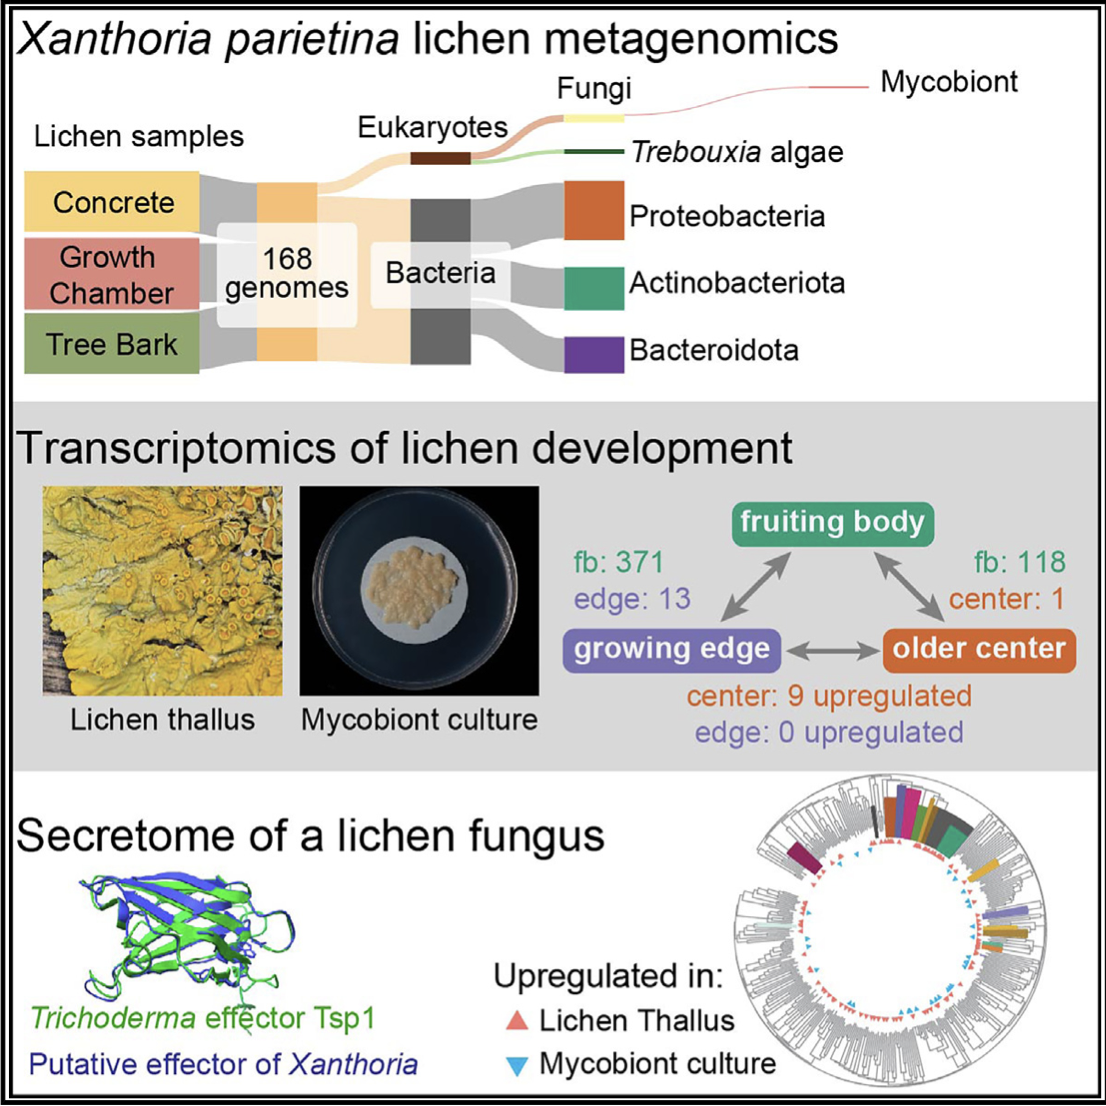 Xanthoria parietina lichen metagenomics
Lichen samples
Concrete
Growth
Chamber
Tree Bark
168
genomes
Eukaryotes
Bacteria
Fungi
Mycobiont
Trebouxia algae
Proteobacteria
Actinobacteriota
Bacteroidota
Transcriptomics of lichen development
Lichen thallus
Mycobiont culture
fruiting body
fb: 371
edge: 13
fb: 118
center: 1
growing edge
older center
center: 9 upregulated
edge: 0 upregulated
Secretome of a lichen fungus
Trichoderma effector Tsp1
Putative effector of Xanthoria
Upregulated in:
Lichen Thallus
Mycobiont culture